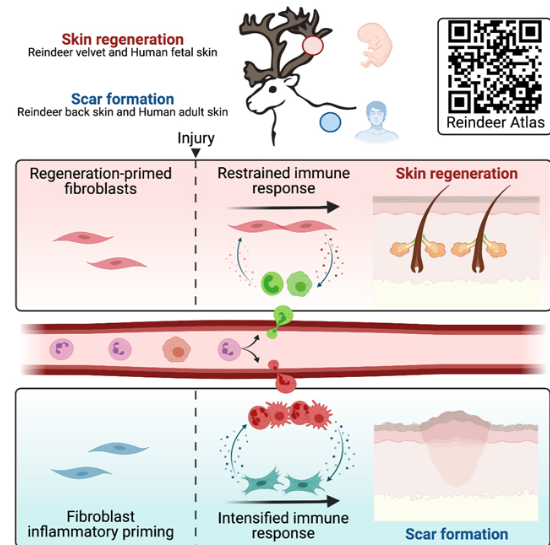 Skin regeneration
Reindeer velvet and Human fetal skin
Scar formation
Reindeer back skin and Human adult skin
Reindeer Atlas
Injury
Regeneration-primed
fibroblasts
Restrained immune
response
Skin regeneration
Fibroblast
inflammatory priming
Intensified immune
response
Scar formation